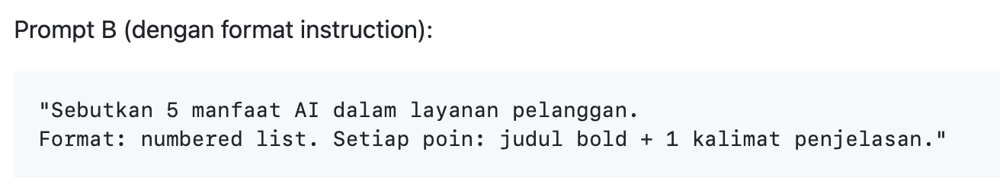 Prompt B (dengan format instruction):
"Sebutkan 5 manfaat AI dalam layanan pelanggan.
Format: numbered list. Setiap poin: judul bold + 1 kalimat penjelasan."